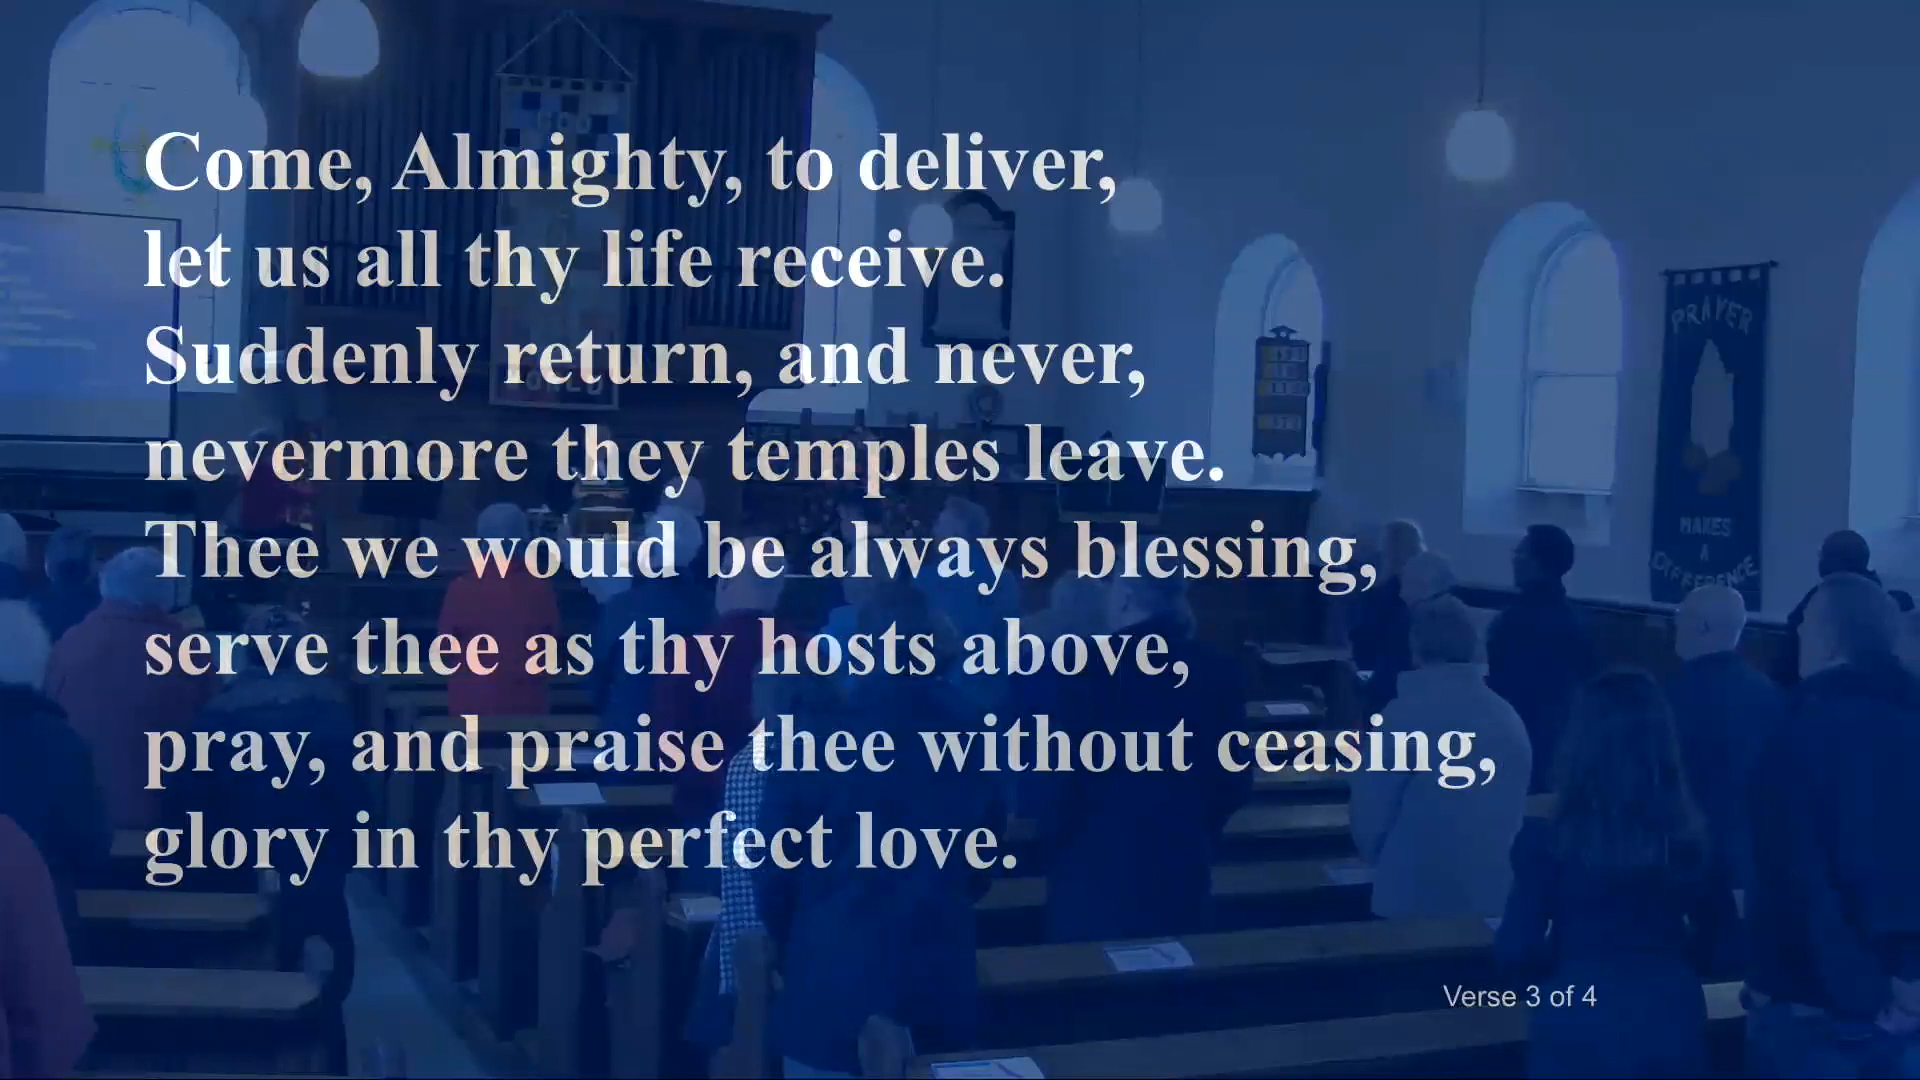 Come, Almighty, to deliver,
let us all thy life receive.
Suddenly return, and never,
nevermore they temples leave.
Thee we would be always blessing,
serve thee as thy hosts above,
pray, and praise thee without ceasing,
glory in thy perfect love.
Verse 3 of 4
GOD
PRAYER
MAKES
A
DIFFERENCE